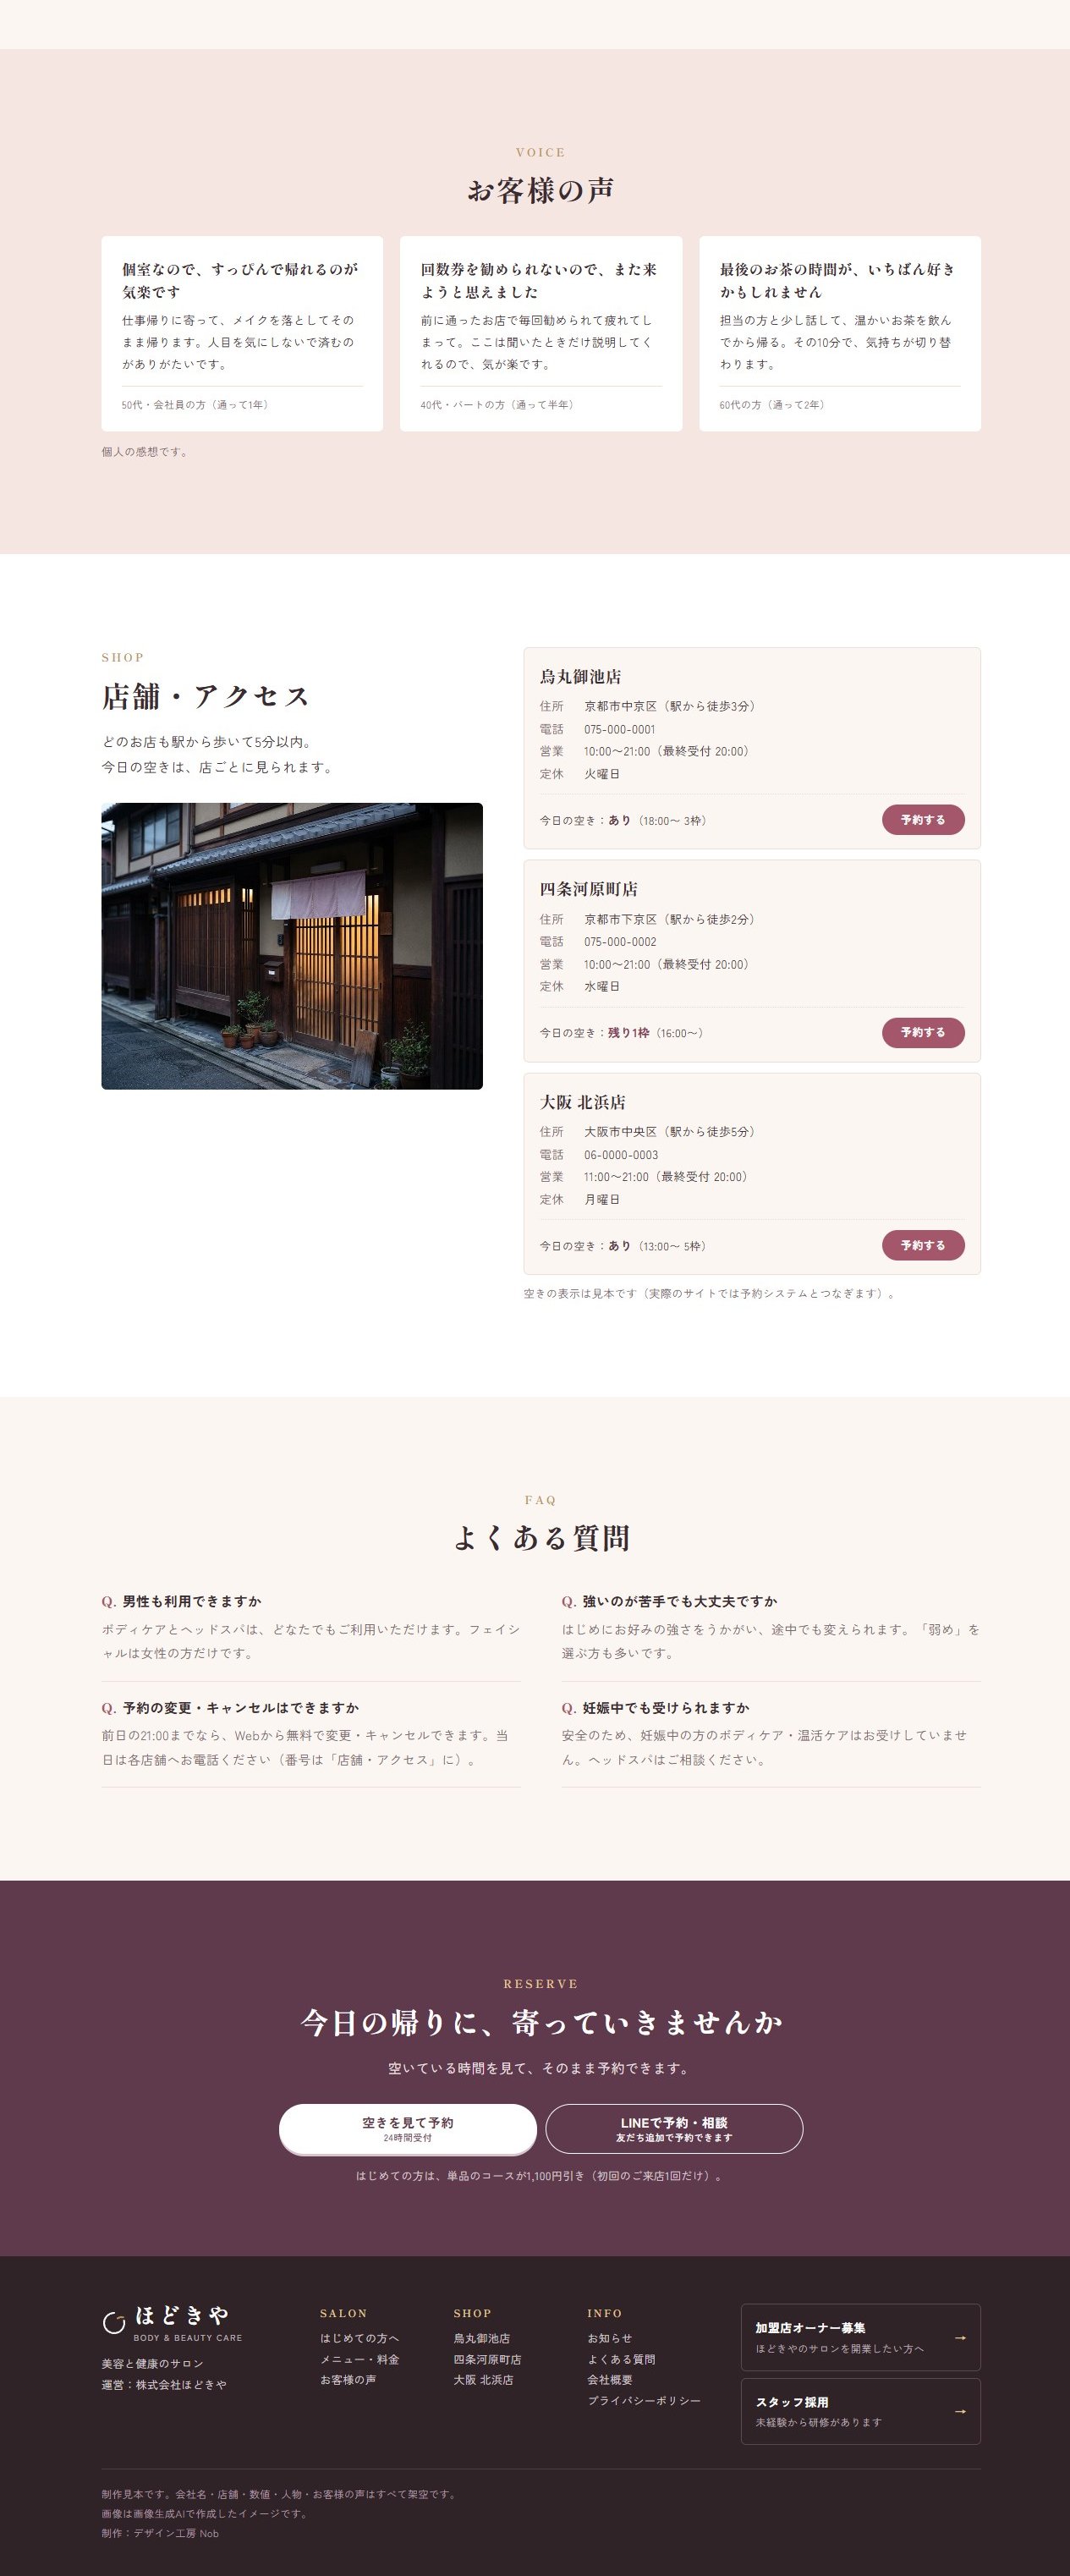 VOICE
お客様の声
個室なので、すっぴんで帰れるのが
気楽です
仕事帰りに寄って、メイクを落としてその
まま帰ります。人目を気にしないで済むの
がありがたいです。
50代・会社員の方（通って1年）
回数券を勧められないので、また来
ようと思えました
前に通ったお店で毎回勧められて疲れてし
まって。ここは聞いたときだけ説明してく
れるので、気が楽です。
40代・パートの方（通って半年）
最後のお茶の時間が、いちばん好き
かもしれません
担当の方と少し話して、温かいお茶を飲ん
でから帰る。その10分で、気持ちが切り替
わります。
60代の方（通って2年）
個人の感想です。
SHOP
店舗・アクセス
どのお店も駅から歩いて5分以内。
今日の空きは、店ごとに見られます。
烏丸御池店
住所 京都市中京区（駅から徒歩3分）
電話 075-000-0001
営業 10:00〜21:00（最終受付 20:00）
定休 火曜日
今日の空き：あり（18:00〜 3枠）
予約する
四条河原町店
住所 京都市下京区（駅から徒歩2分）
電話 075-000-0002
営業 10:00〜21:00（最終受付 20:00）
定休 水曜日
今日の空き：残り1枠（16:00〜）
予約する
大阪 北浜店
住所 大阪市中央区（駅から徒歩5分）
電話 06-0000-0003
営業 11:00〜21:00（最終受付 20:00）
定休 月曜日
今日の空き：あり（13:00〜 5枠）
予約する
空きの表示は見本です（実際のサイトでは予約システムとつなぎます）。
FAQ
よくある質問
Q. 男性も利用できますか
ボディケアとヘッドスパは、どなたでもご利用いただけます。フェイシ
ャルは女性の方だけです。
Q. 強いのが苦手でも大丈夫ですか
はじめにお好みの強さをうかがい、途中でも変えられます。「弱め」を
選ぶ方も多いです。
Q. 予約の変更・キャンセルはできますか
前日の21:00までなら、Webから無料で変更・キャンセルできます。当
日は各店舗へお電話ください（番号は「店舗・アクセス」に）。
Q. 妊娠中でも受けられますか
安全のため、妊娠中の方のボディケア・温活ケアはお受けしていませ
ん。ヘッドスパはご相談ください。
RESERVE
今日の帰りに、寄っていきませんか
空いている時間を見て、そのまま予約できます。
空きを見て予約
24時間受付
LINEで予約・相談
友だち追加で予約できます
はじめての方は、単品のコースが1,100円引き（初回のご来店1回だけ）。
ほどきや
BODY & BEAUTY CARE
美容と健康のサロン
運営：株式会社ほどきや
SALON
はじめての方へ
メニュー・料金
お客様の声
SHOP
烏丸御池店
四条河原町店
大阪 北浜店
INFO
お知らせ
よくある質問
会社概要
プライバシーポリシー
加盟店オーナー募集
ほどきやのサロンを開業したい方へ
→
スタッフ採用
未経験から研修があります
→
制作見本です。会社名・店舗・数値・人物・お客様の声はすべて架空です。
画像は画像生成AIで作成したイメージです。
制作：デザイン工房 Nob